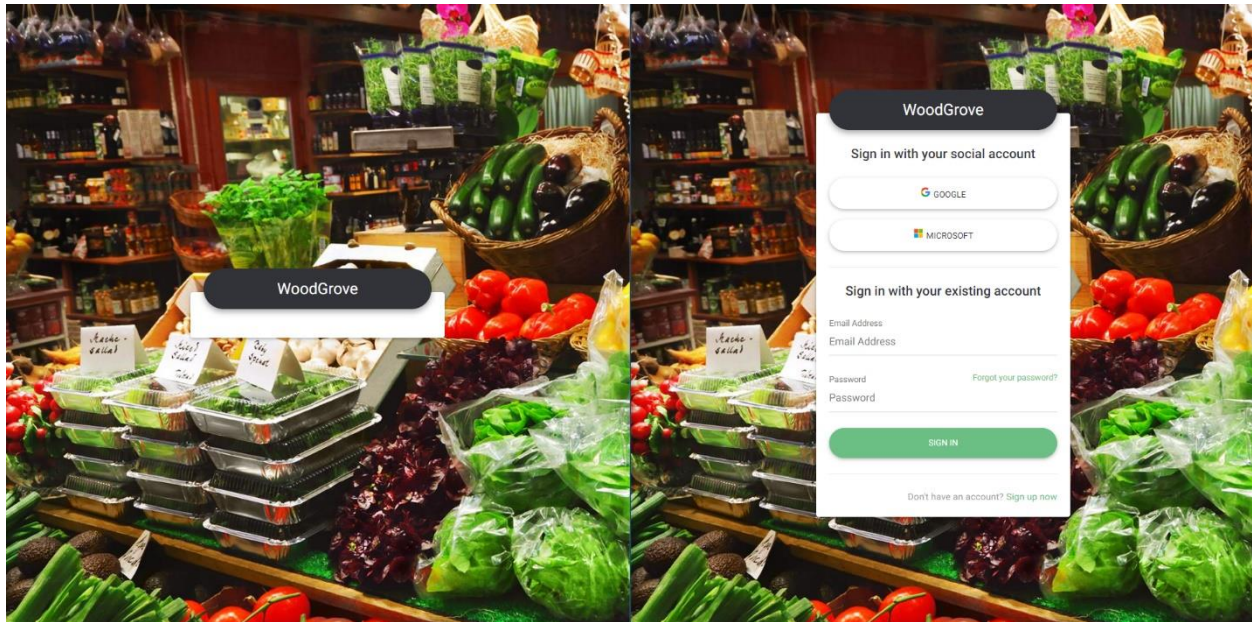 WoodGrove
WoodGrove
Sign in with your social account
GOOGLE
MICROSOFT
Sign in with your existing account
Email Address
Email Address
Password Forgot your password?
Password
SIGN IN
Don't have an account? Sign up now